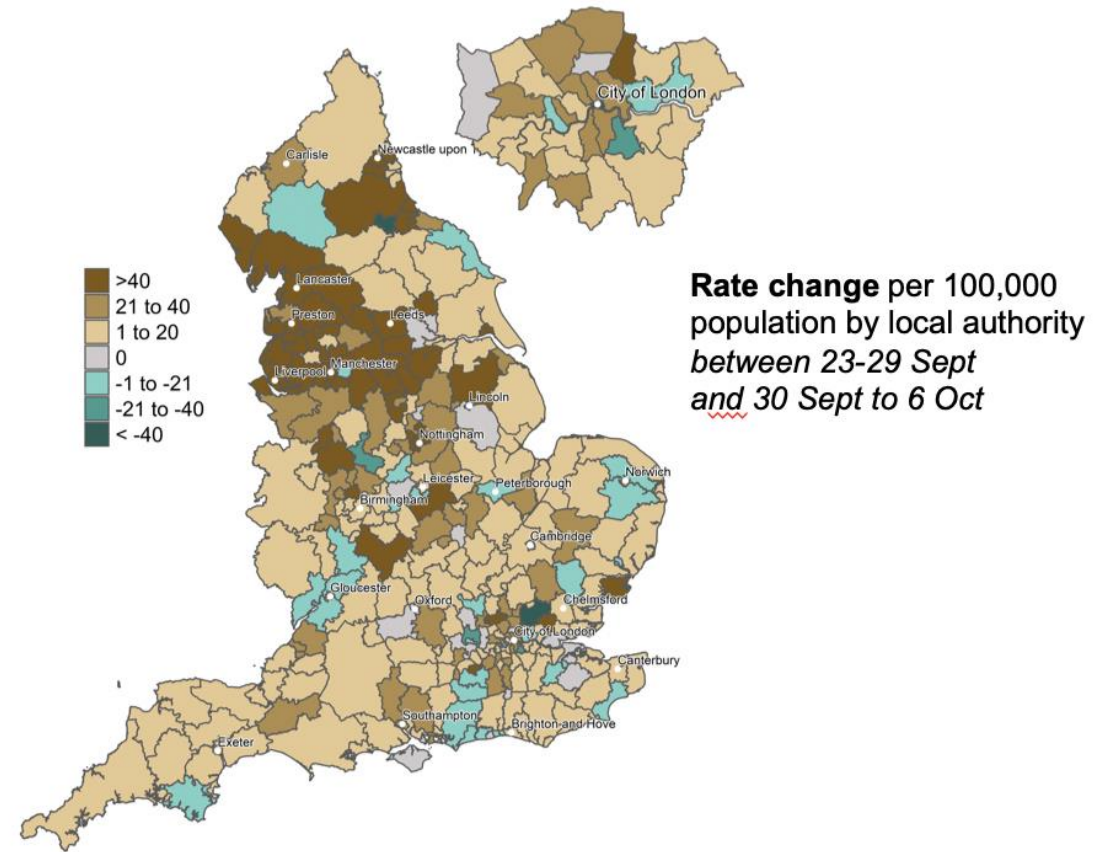 City of London
Carlisle
Newcastle upon
>40
21 to 40
1 to 20
0
-1 to -21
-21 to -40
< -40
Lancaster
Preston
Leeds
Liverpool
Manchester
Lincoln
Nottingham
Norwich
Leicester
Peterborough
Birmingham
Cambridge
Gloucester
Oxford
Chelmsford
City of London
Canterbury
Southampton
Brighton and Hove
Exeter
Rate change per 100,000
population by local authority
between 23-29 Sept
and 30 Sept to 6 Oct